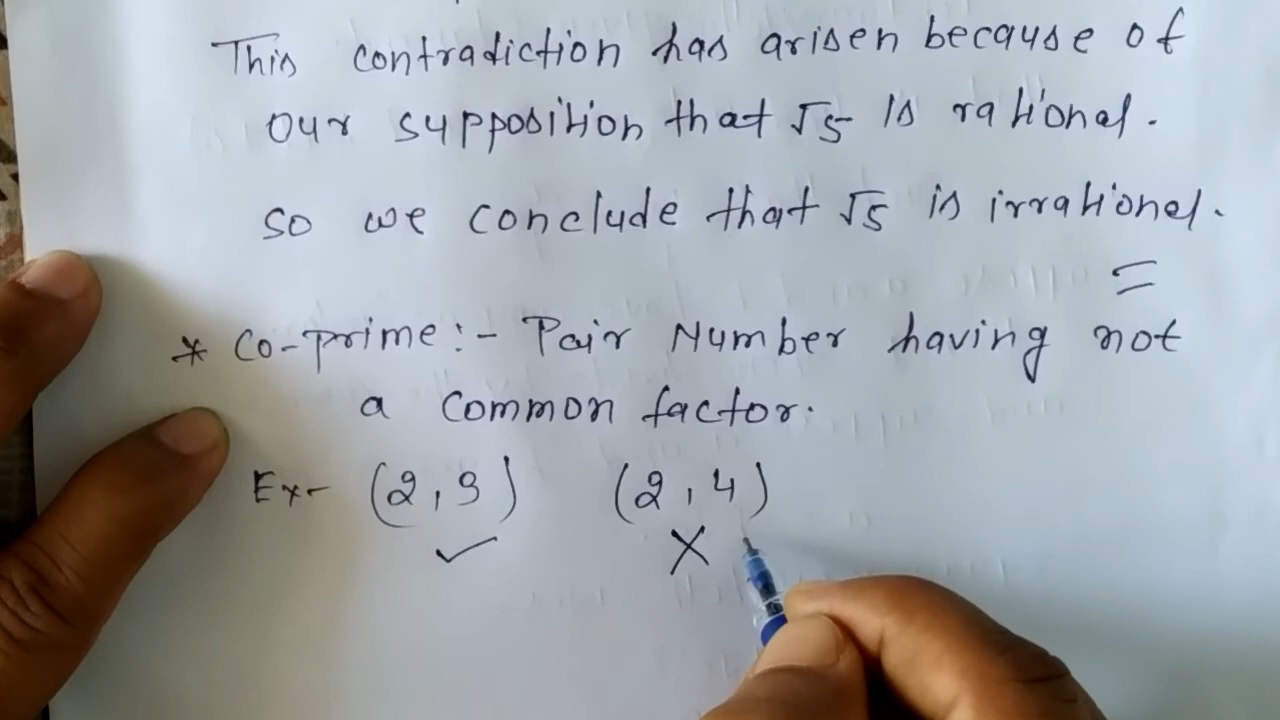 This contradiction has arisen because of
our supposition that √5 is rational.
so we conclude that √5 is irrational.
=
* Co-prime:- Pair Number having not
a common factor.
Ex- (2,3) (2,4)
✓ X